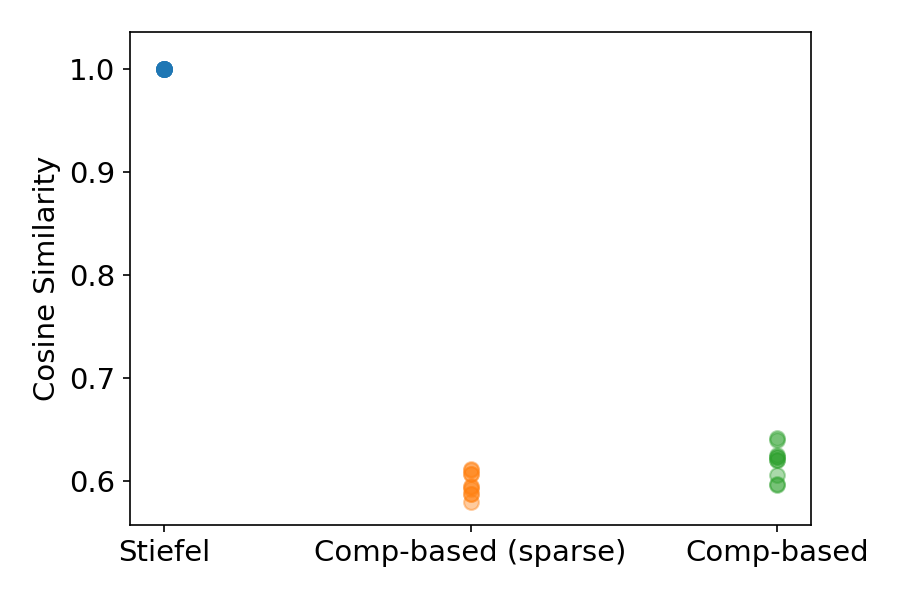 Cosine Similarity
1.0
0.9
0.8
0.7
0.6
Stiefel
Comp-based (sparse)
Comp-based